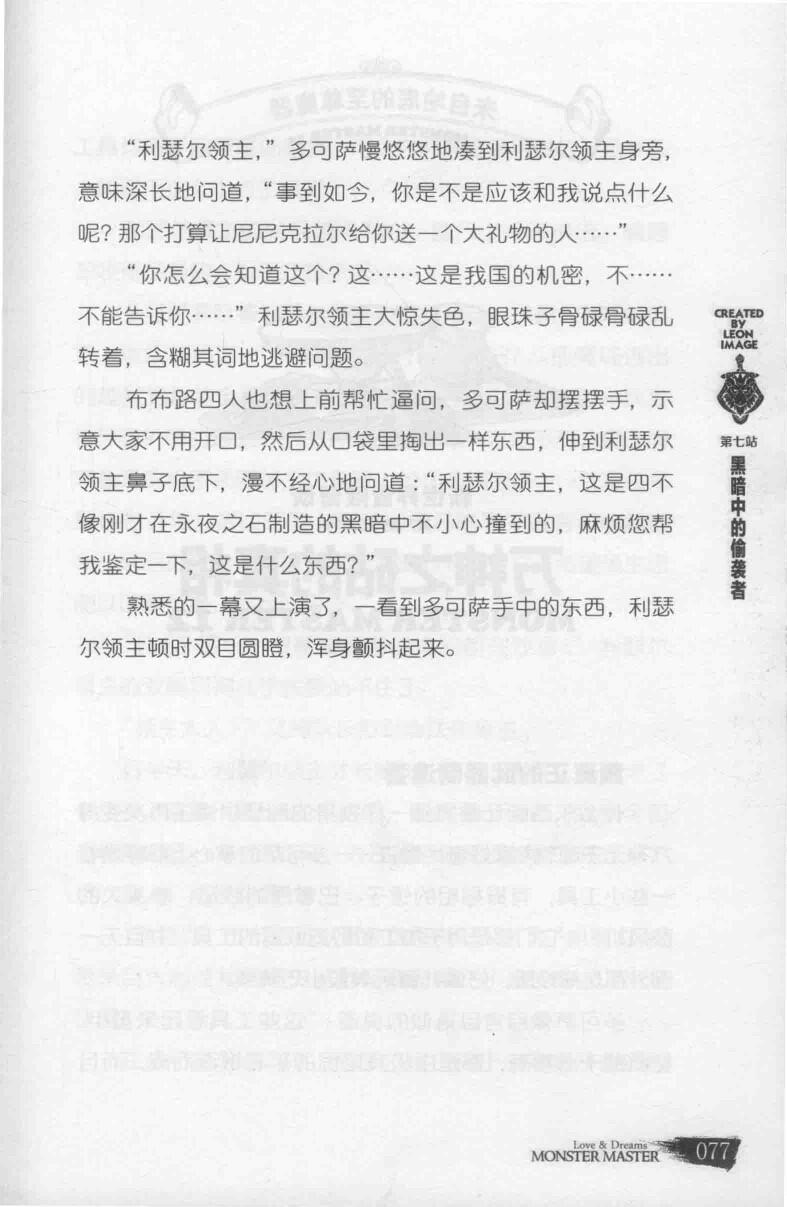 “利瑟尔领主，”多可萨慢悠悠地凑到利瑟尔领主身旁，
意味深长地问道，“事到如今，你是不是应该和我说点什么
呢？那个打算让尼尼克拉尔给你送一个大礼物的人……”
“你怎么会知道这个？这……这是我国的机密，不……
不能告诉你……”利瑟尔领主大惊失色，眼珠子骨碌骨碌乱
转着，含糊其词地逃避问题。
布布路四人也想上前帮忙逼问，多可萨却摆摆手，示
意大家不用开口，然后从口袋里掏出一样东西，伸到利瑟尔
领主鼻子底下，漫不经心地问道：“利瑟尔领主，这是四不
像刚才在永夜之石制造的黑暗中不小心撞到的，麻烦您帮
我鉴定一下，这是什么东西？”
熟悉的一幕又上演了，一看到多可萨手中的东西，利瑟
尔领主顿时双目圆瞪，浑身颤抖起来。
CREATED
BY
LEON
IMAGE
第七站
黑暗中的偷袭者
Love & Dreams
MONSTER MASTER
077